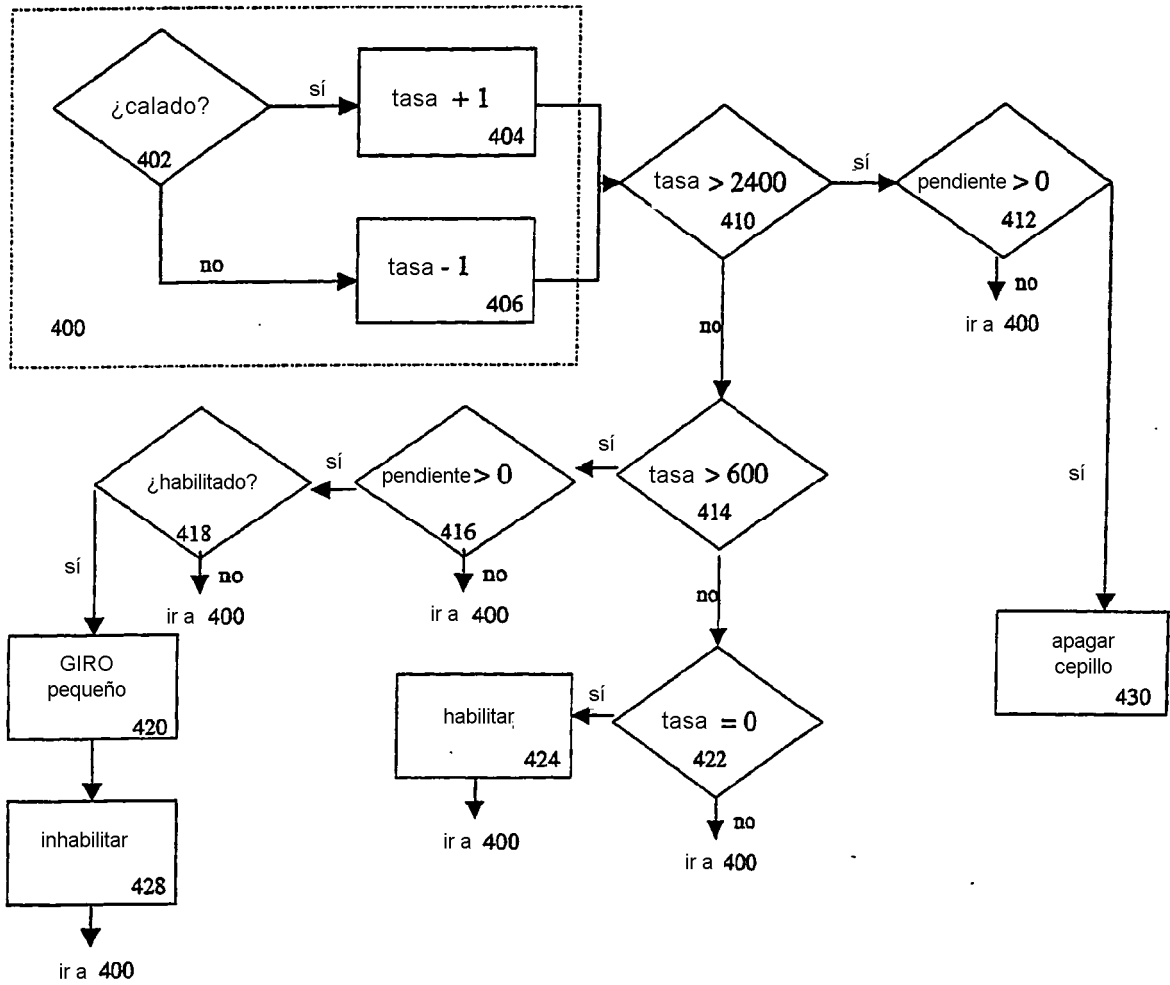 ¿calado?
402
sí
tasa + 1
404
no
tasa - 1
406
400
tasa > 2400
410
sí
pendiente > 0
412
no
ir a 400
sí
apagar
cepillo
430
no
tasa > 600
414
sí
pendiente > 0
416
no
ir a 400
sí
¿habilitado?
418
no
ir a 400
sí
GIRO
pequeño
420
inhabilitar
428
ir a 400
no
tasa = 0
422
sí
habilitar
424
ir a 400
no
ir a 400